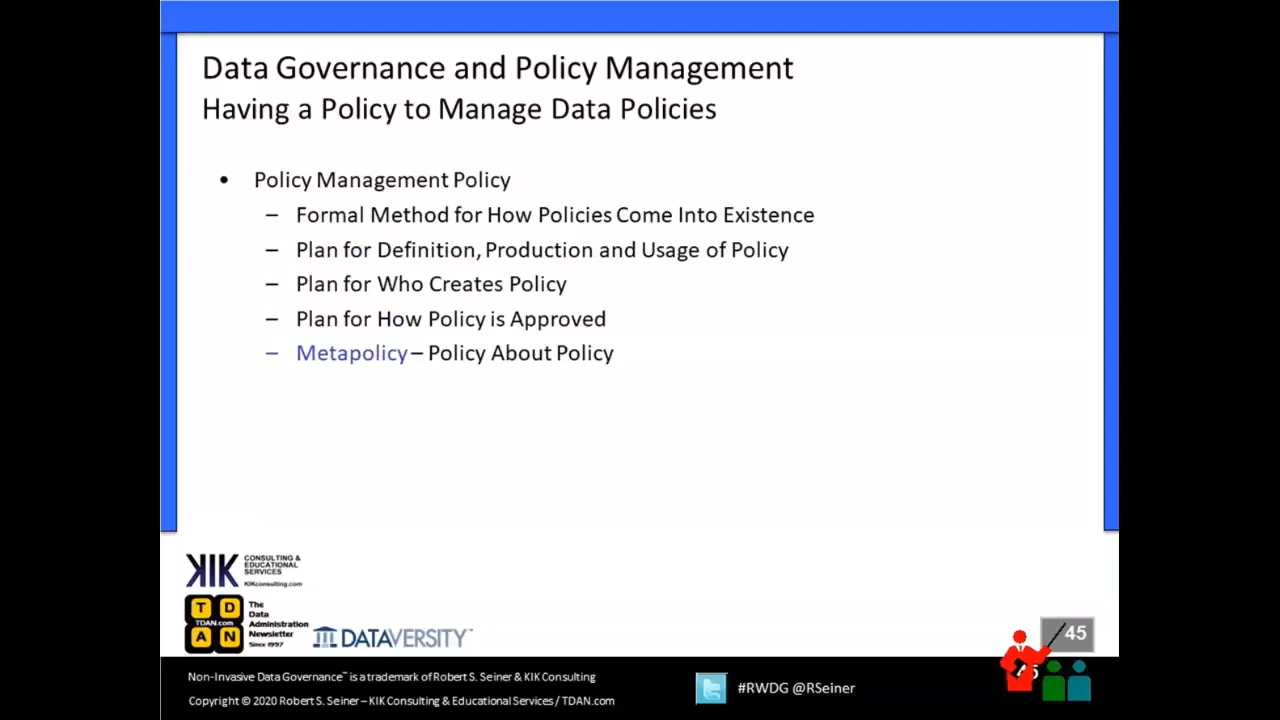 Data Governance and Policy Management
Having a Policy to Manage Data Policies
• Policy Management Policy
– Formal Method for How Policies Come Into Existence
– Plan for Definition, Production and Usage of Policy
– Plan for Who Creates Policy
– Plan for How Policy is Approved
– Metapolicy – Policy About Policy
KIK CONSULTING &
EDUCATIONAL
SERVICES
KIKconsulting.com
T D
TDAN.com
A N
The
Data
Administration
Newsletter
Since 1997
DATAVERSITY™
45
Non-Invasive Data Governance™ is a trademark of Robert S. Seiner & KIK Consulting
Copyright © 2020 Robert S. Seiner – KIK Consulting & Educational Services / TDAN.com
#RWDG @RSeiner